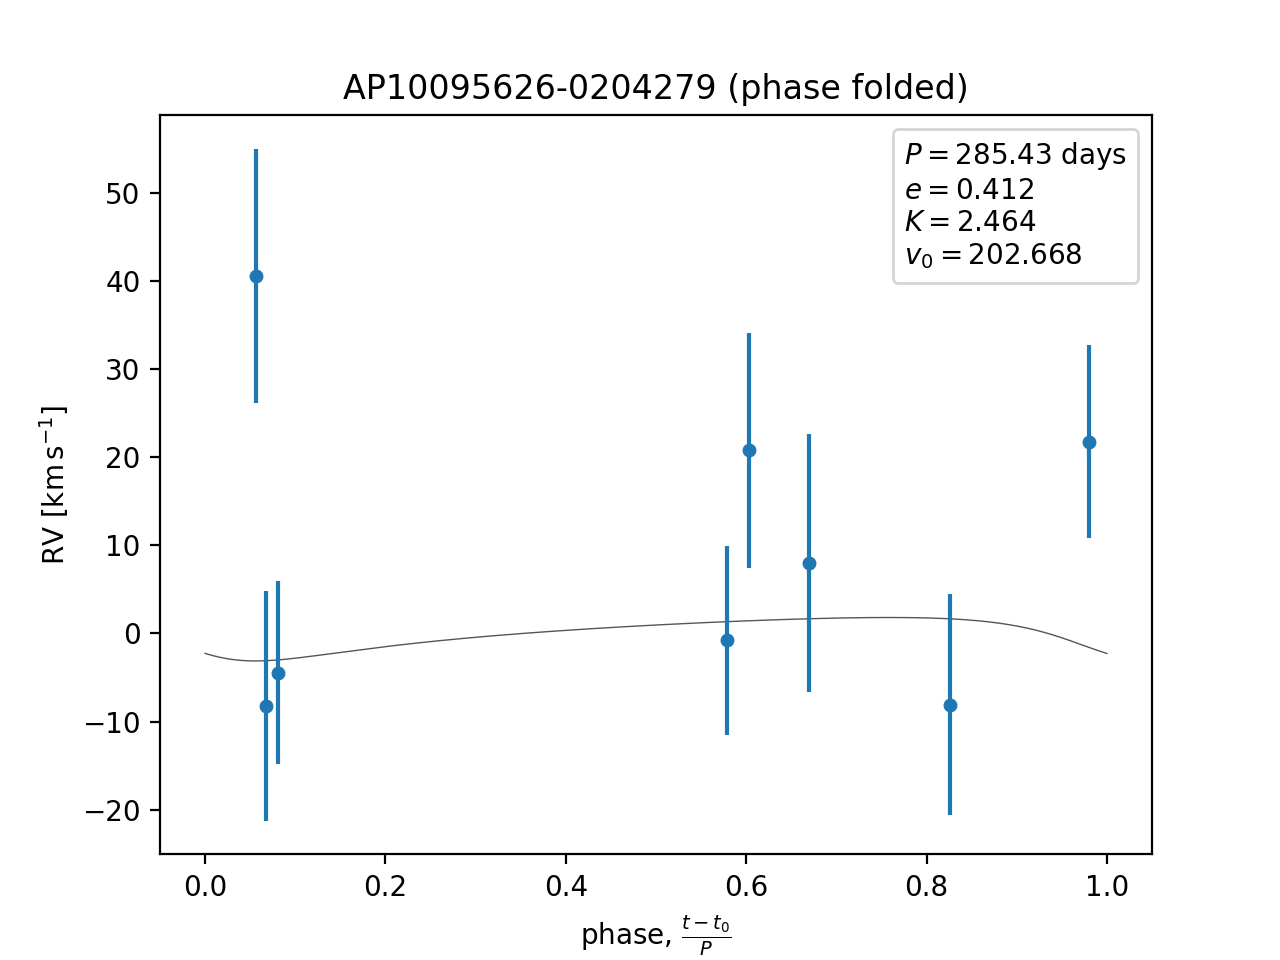 AP10095626-0204279 (phase folded)
P = 285.43 days
e = 0.412
K = 2.464
v₀ = 202.668
50
40
30
20
10
0
−10
−20
RV [km s⁻¹]
0.0 0.2 0.4 0.6 0.8 1.0
phase, (t − t₀)/P